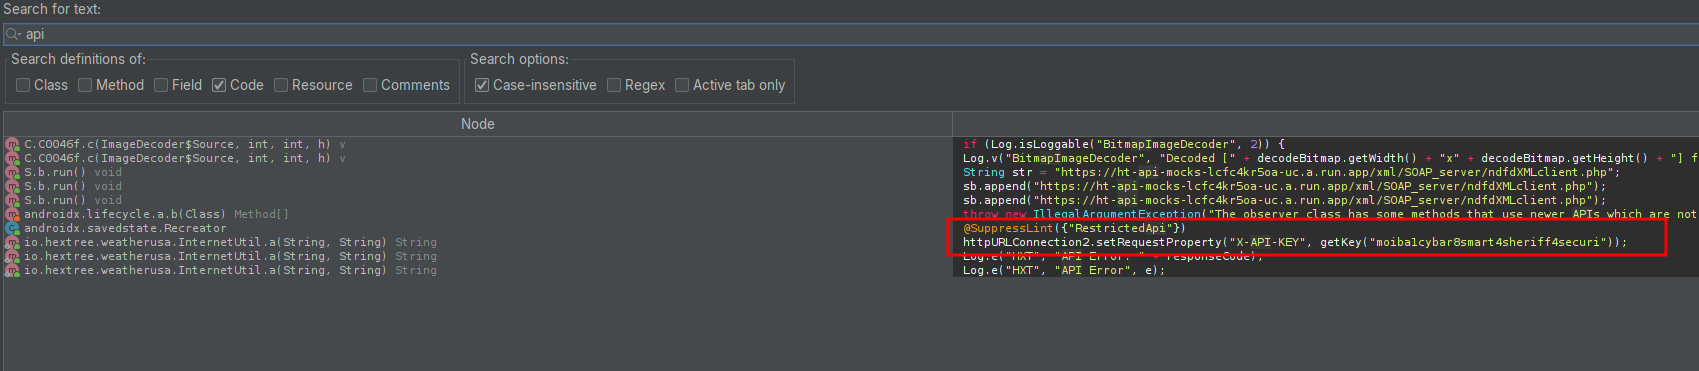 Search for text:
api
Search definitions of:
Search options:
Class Method Field Code Resource Comments
Case-insensitive Regex Active tab only
Node
C.C0046f.c(ImageDecoder$Source, int, int, h) v if (Log.isLoggable("BitmapImageDecoder", 2)) {
C.C0046f.c(ImageDecoder$Source, int, int, h) v Log.v("BitmapImageDecoder", "Decoded [" + decodeBitmap.getWidth() + "x" + decodeBitmap.getHeight() + "] f
S.b.run() void String str = "https://ht-api-mocks-lcfc4kr5oa-uc.a.run.app/xml/SOAP_server/ndfdXMLclient.php";
S.b.run() void sb.append("https://ht-api-mocks-lcfc4kr5oa-uc.a.run.app/xml/SOAP_server/ndfdXMLclient.php");
S.b.run() void sb.append("https://ht-api-mocks-lcfc4kr5oa-uc.a.run.app/xml/SOAP_server/ndfdXMLclient.php");
androidx.lifecycle.a.b(Class) Method[] throw new IllegalArgumentException("The observer class has some methods that use newer APIs which are not
androidx.savedstate.Recreator @SuppressLint({"RestrictedApi"})
io.hextree.weatherusa.InternetUtil.a(String, String) String httpURLConnection2.setRequestProperty("X-API-KEY", getKey("moiba1cybar8smart4sheriff4securi"));
io.hextree.weatherusa.InternetUtil.a(String, String) String Log.e("HXT", "API Error: " + responseCode);
io.hextree.weatherusa.InternetUtil.a(String, String) String Log.e("HXT", "API Error", e);